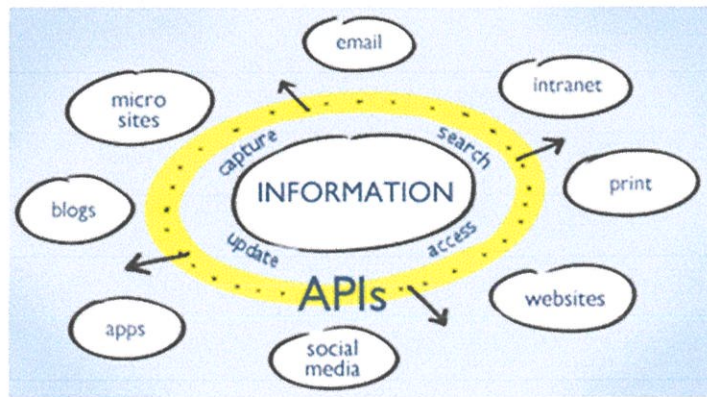 email
micro
sites
intranet
capture
search
INFORMATION
print
blogs
update
access
APIs
websites
apps
social
media